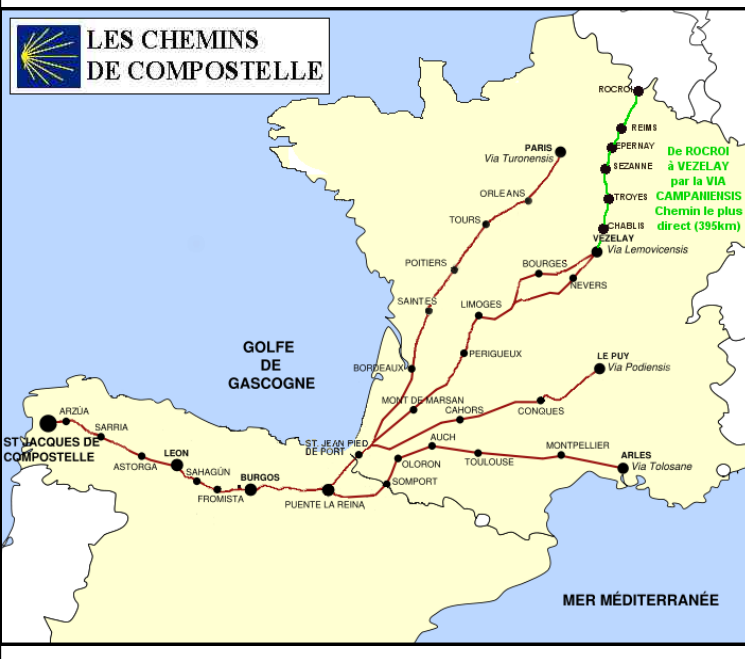 LES CHEMINS
DE COMPOSTELLE
ROCROI
REIMS
EPERNAY
SEZANNE
TROYES
CHABLIS
De ROCROI
à VEZELAY
par la VIA
CAMPANIENSIS
Chemin le plus
direct (395km)
PARIS
Via Turonensis
ORLEANS
TOURS
POITIERS
SAINTES
BORDEAUX
VEZELAY
Via Lemovicensis
BOURGES
NEVERS
LIMOGES
PERIGUEUX
MONT DE MARSAN
LE PUY
Via Podiensis
CONQUES
CAHORS
GOLFE
DE
GASCOGNE
ST. JEAN PIED
DE PORT
AUCH
OLORON
TOULOUSE
MONTPELLIER
ARLES
Via Tolosane
SOMPORT
PUENTE LA REINA
BURGOS
FROMISTA
SAHAGÚN
LEON
ASTORGA
SARRIA
ARZÚA
ST JACQUES DE
COMPOSTELLE
MER MÉDITERRANÉE